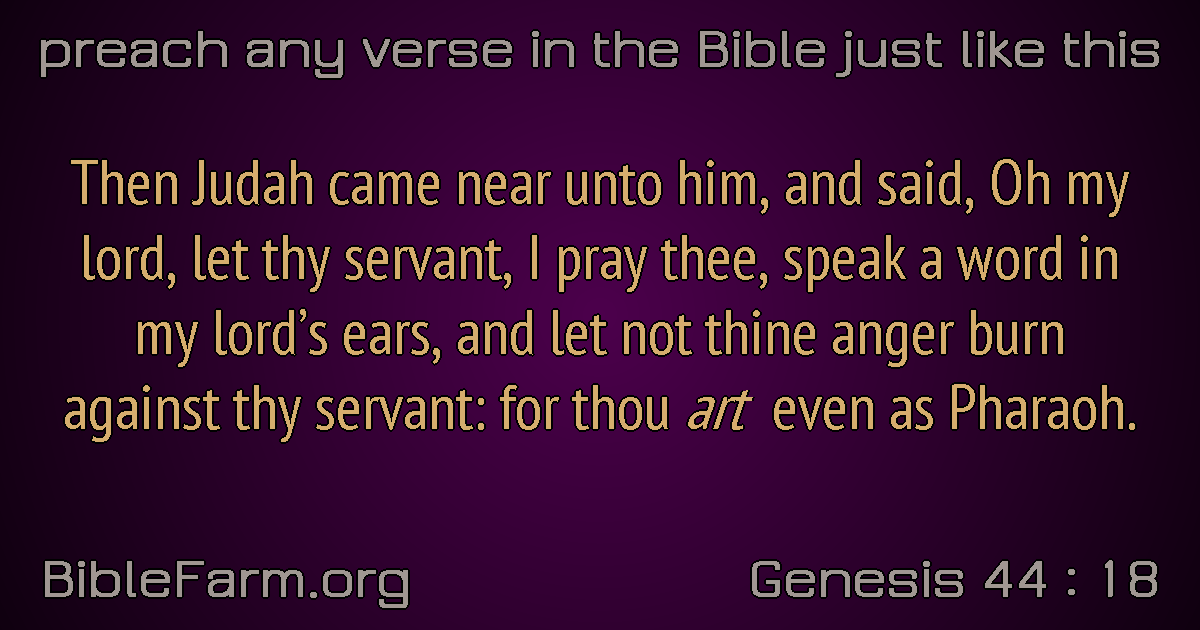 preach any verse in the Bible just like this
Then Judah came near unto him, and said, Oh my
lord, let thy servant, I pray thee, speak a word in
my lord’s ears, and let not thine anger burn
against thy servant: for thou art even as Pharaoh.
BibleFarm.org
Genesis 44 : 18